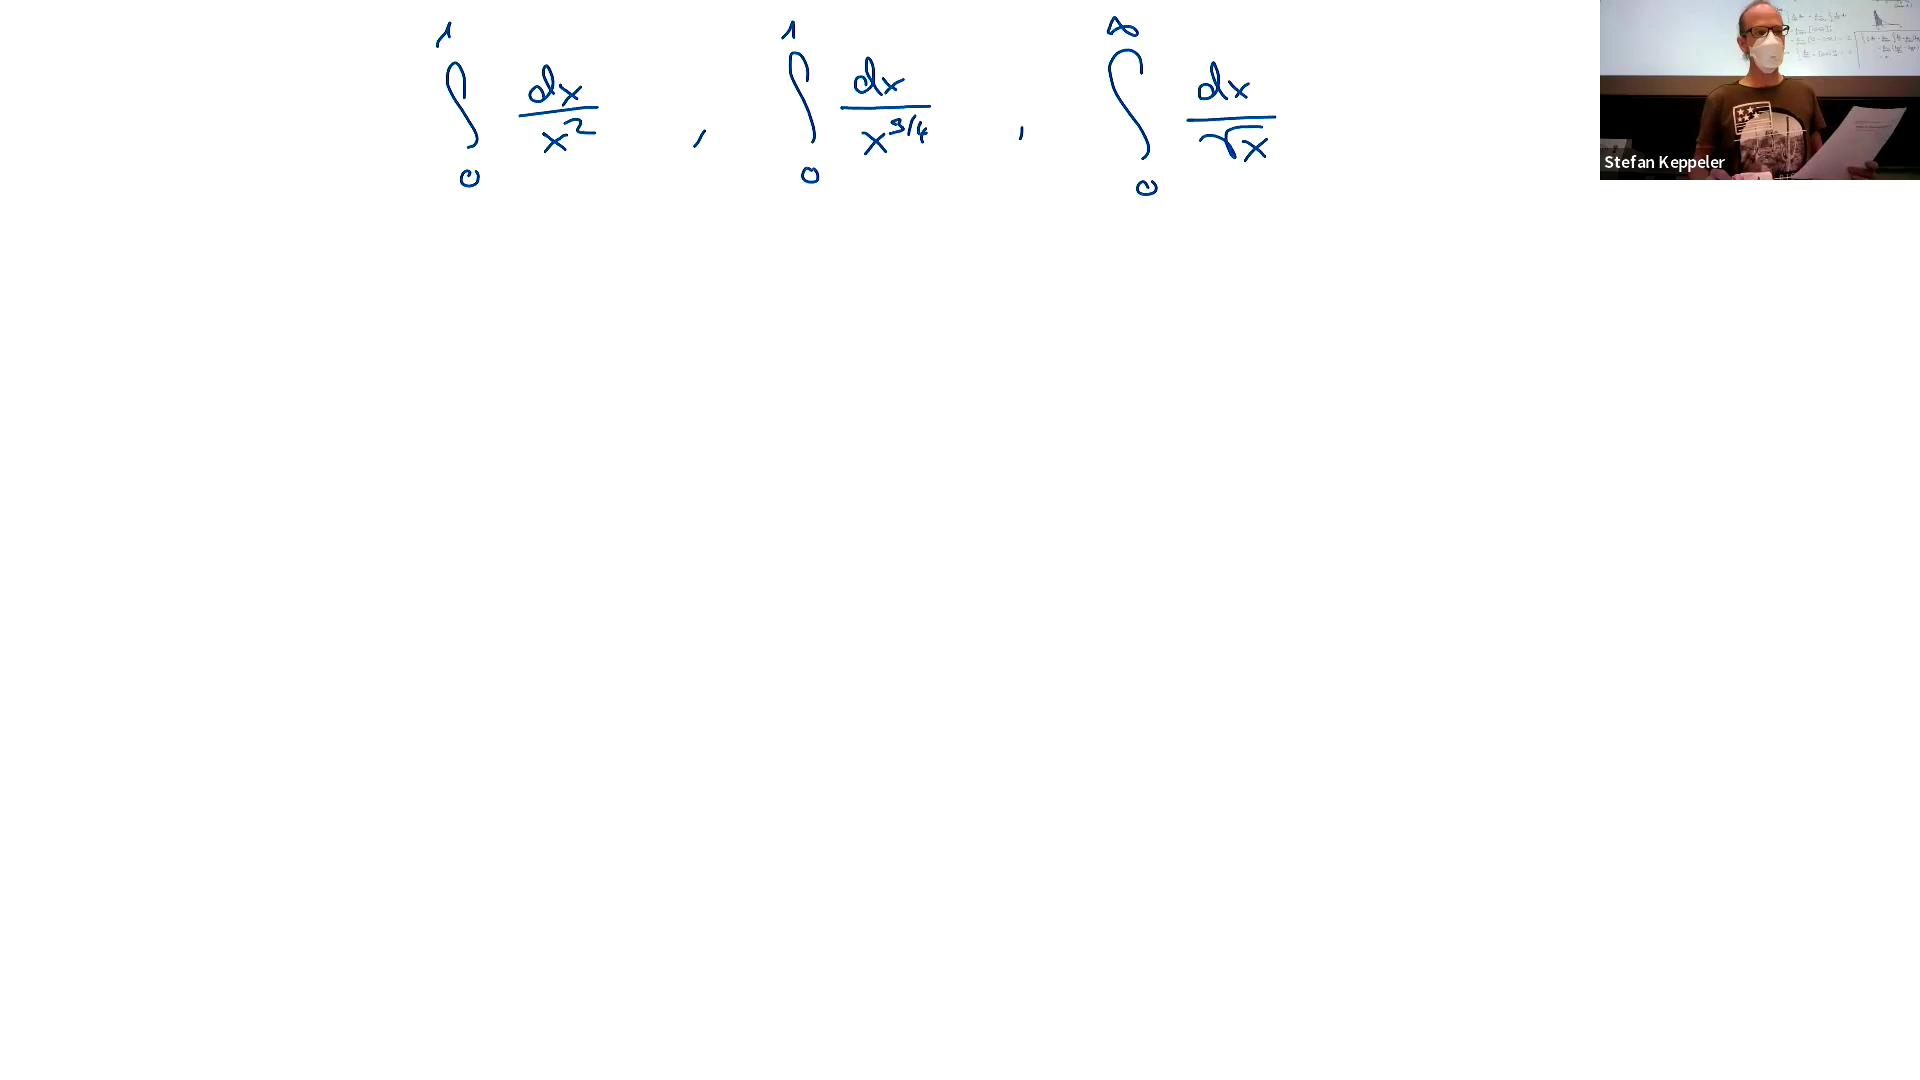 ∫₀¹ dx/x² , ∫₀¹ dx/x^{3/4} , ∫₀^∞ dx/√x
Stefan Keppeler